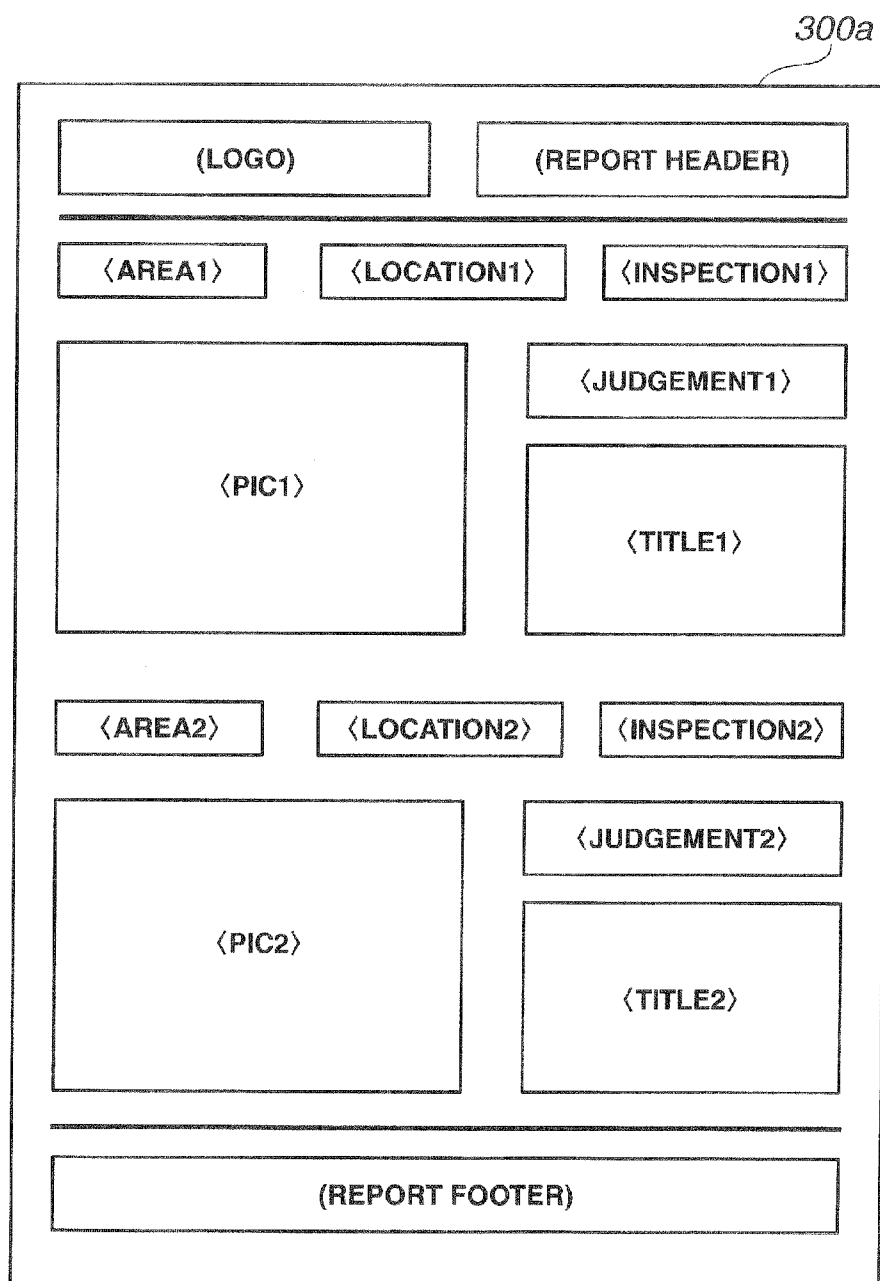 300a
(LOGO) (REPORT HEADER)
〈AREA1〉 〈LOCATION1〉 〈INSPECTION1〉
〈JUDGEMENT1〉
〈PIC1〉
〈TITLE1〉
〈AREA2〉 〈LOCATION2〉 〈INSPECTION2〉
〈JUDGEMENT2〉
〈PIC2〉
〈TITLE2〉
(REPORT FOOTER)